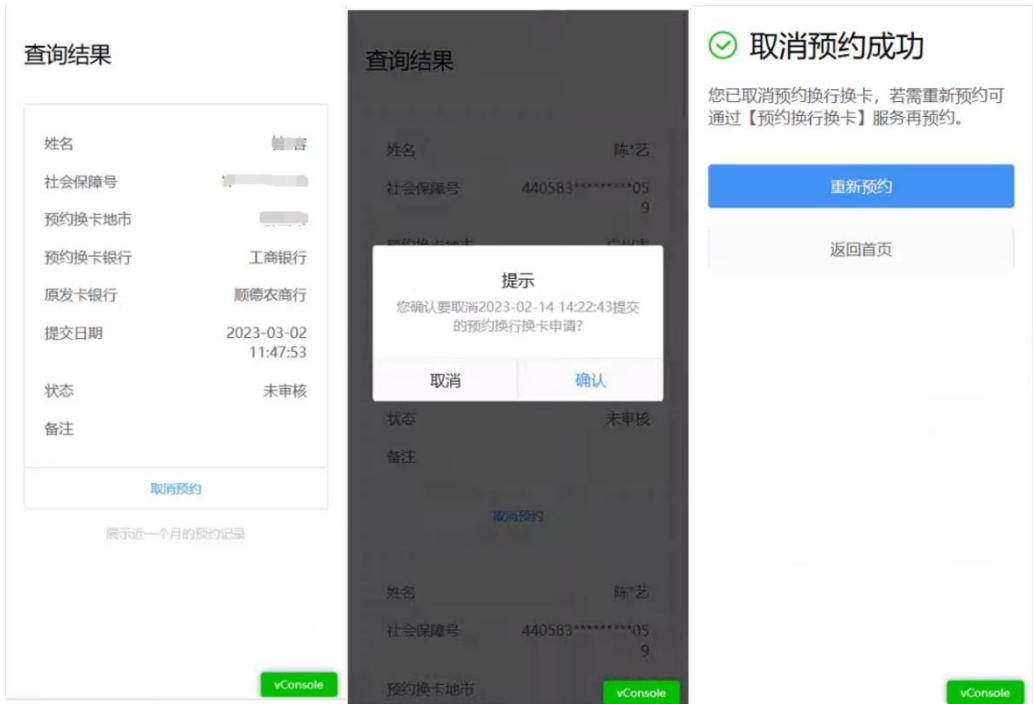 查询结果
姓名
社会保障号
预约换卡地市
预约换卡银行 工商银行
原发卡银行 顺德农商行
提交日期 2023-03-02
11:47:53
状态 未审核
备注
取消预约
展示近一个月的预约记录
vConsole
查询结果
姓名 陈*艺
社会保障号 440583*********05
9
预约换卡地市 广州市
提示
您确认要取消2023-02-14 14:22:43提交
的预约换行换卡申请?
取消 确认
状态 未审核
备注
取消预约
姓名 陈*艺
社会保障号 440583*********05
9
预约换卡地市
vConsole
取消预约成功
您已取消预约换行换卡，若需重新预约可
通过【预约换行换卡】服务再预约。
重新预约
返回首页
vConsole